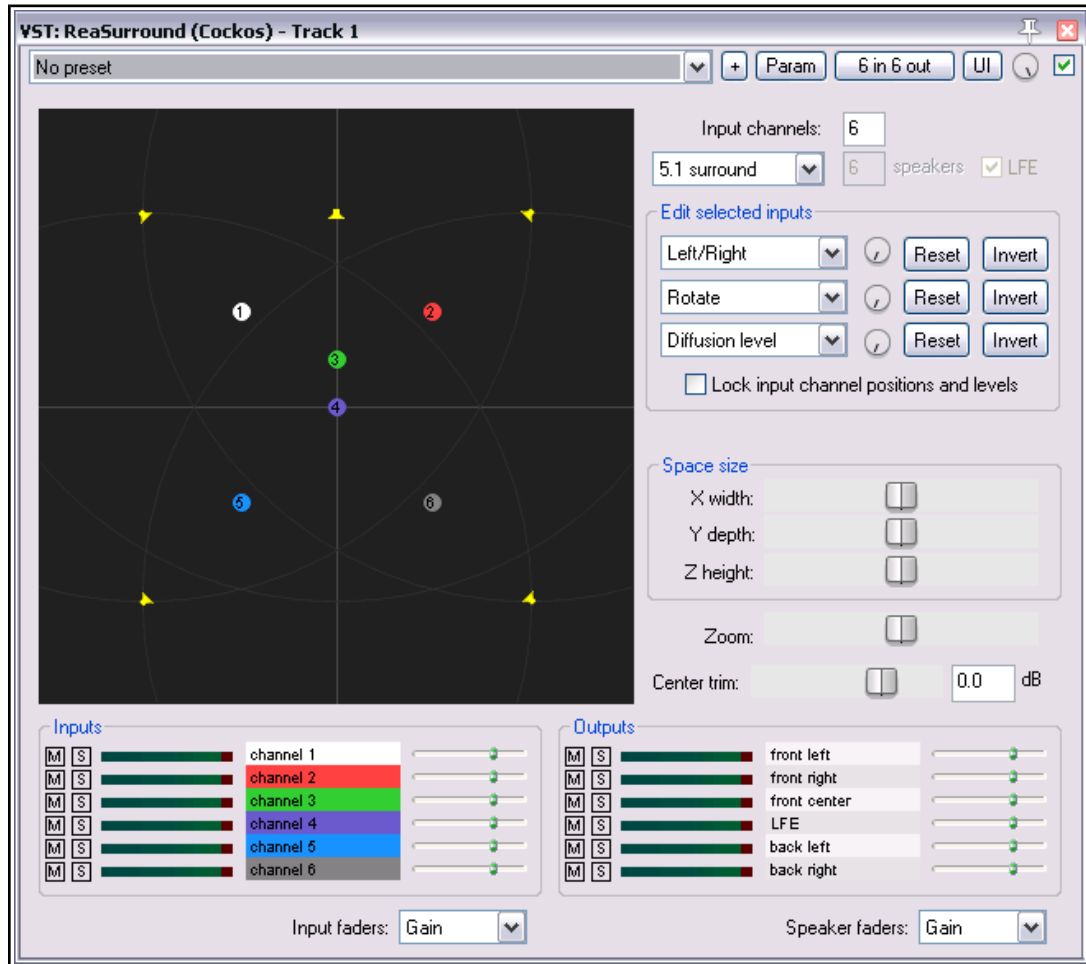 VST: ReaSurround (Cockos) - Track 1
No preset
+ Param 6 in 6 out UI
Input channels: 6
5.1 surround 6 speakers LFE
Edit selected inputs
Left/Right Reset Invert
Rotate Reset Invert
Diffusion level Reset Invert
Lock input channel positions and levels
1
2
3
4
5
6
Space size
X width:
Y depth:
Z height:
Zoom:
Center trim: 0.0 dB
Inputs
M S channel 1
M S channel 2
M S channel 3
M S channel 4
M S channel 5
M S channel 6
Input faders: Gain
Outputs
M S front left
M S front right
M S front center
M S LFE
M S back left
M S back right
Speaker faders: Gain